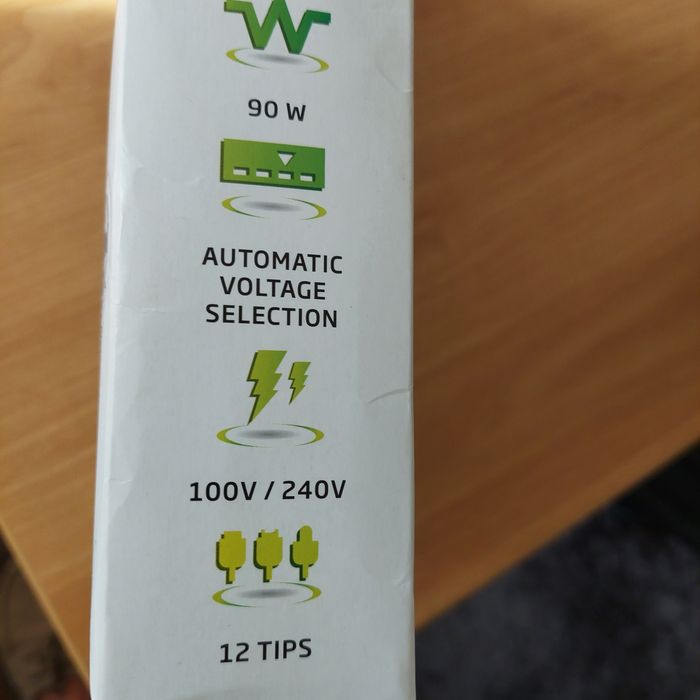 90 W
AUTOMATIC
VOLTAGE
SELECTION
100V / 240V
12 TIPS